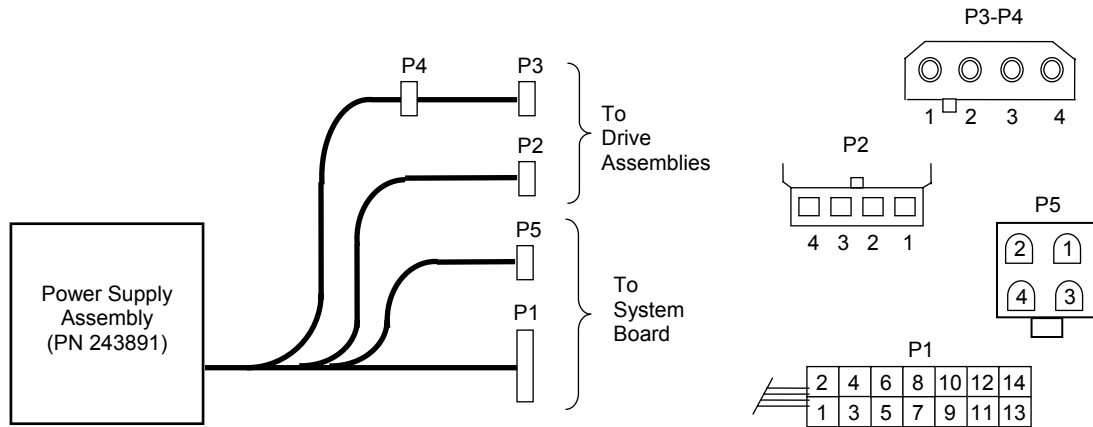 P3-P4
1 2 3 4
P4 P3
To
Drive
Assemblies
P2
P2
4 3 2 1
P5
2 1
4 3
P5
Power Supply
Assembly
(PN 243891)
To
System
Board
P1
P1
2 4 6 8 10 12 14
1 3 5 7 9 11 13